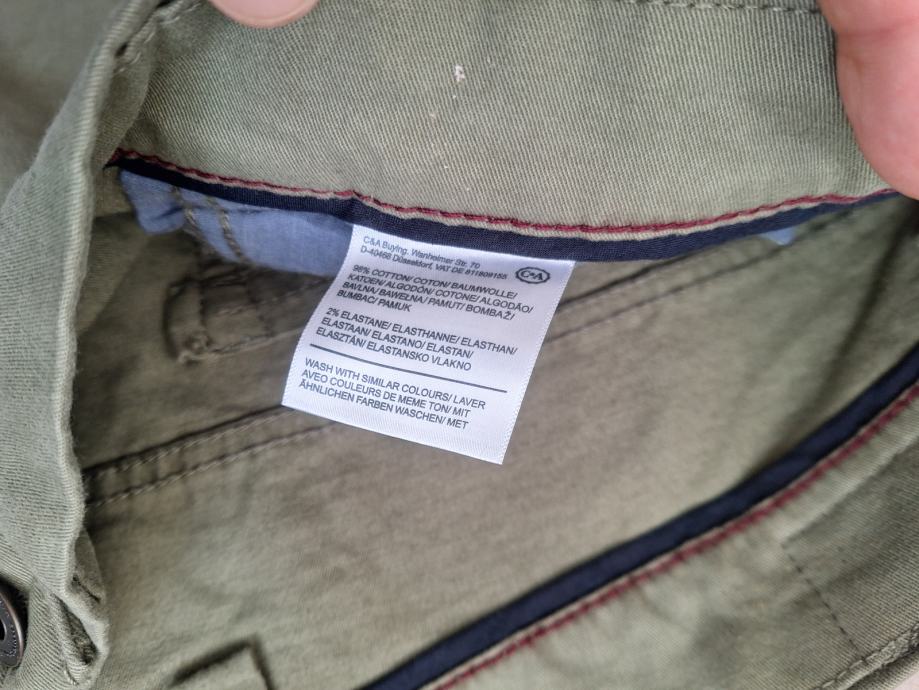 C&A Buying. Wanheimer Str. 70
D-40468 Düsseldorf, VAT DE 811809155
C&A
98% COTTON/ COTON/ BAUMWOLLE/
KATOEN/ ALGODÓN/ COTONE/ ALGODÃO/
BAVLNA/ BAWEŁNA/ PAMUT/ BOMBAŽ/
BUMBAC/ PAMUK
2% ELASTANE/ ELASTHANNE/ ELASTHAN/
ELASTAAN/ ELASTANO/ ELASTAN/
ELASZTÁN/ ELASTANSKO VLAKNO
WASH WITH SIMILAR COLOURS/ LAVER
AVEO COULEURS DE MEME TON/ MIT
ÄHNLICHEN FARBEN WASCHEN/ MET